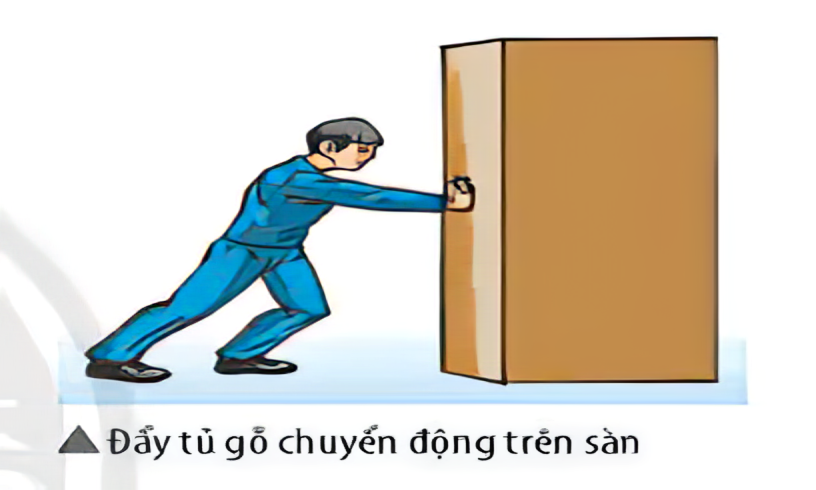 ▲ Đẩy tủ gỗ chuyển động trên sàn